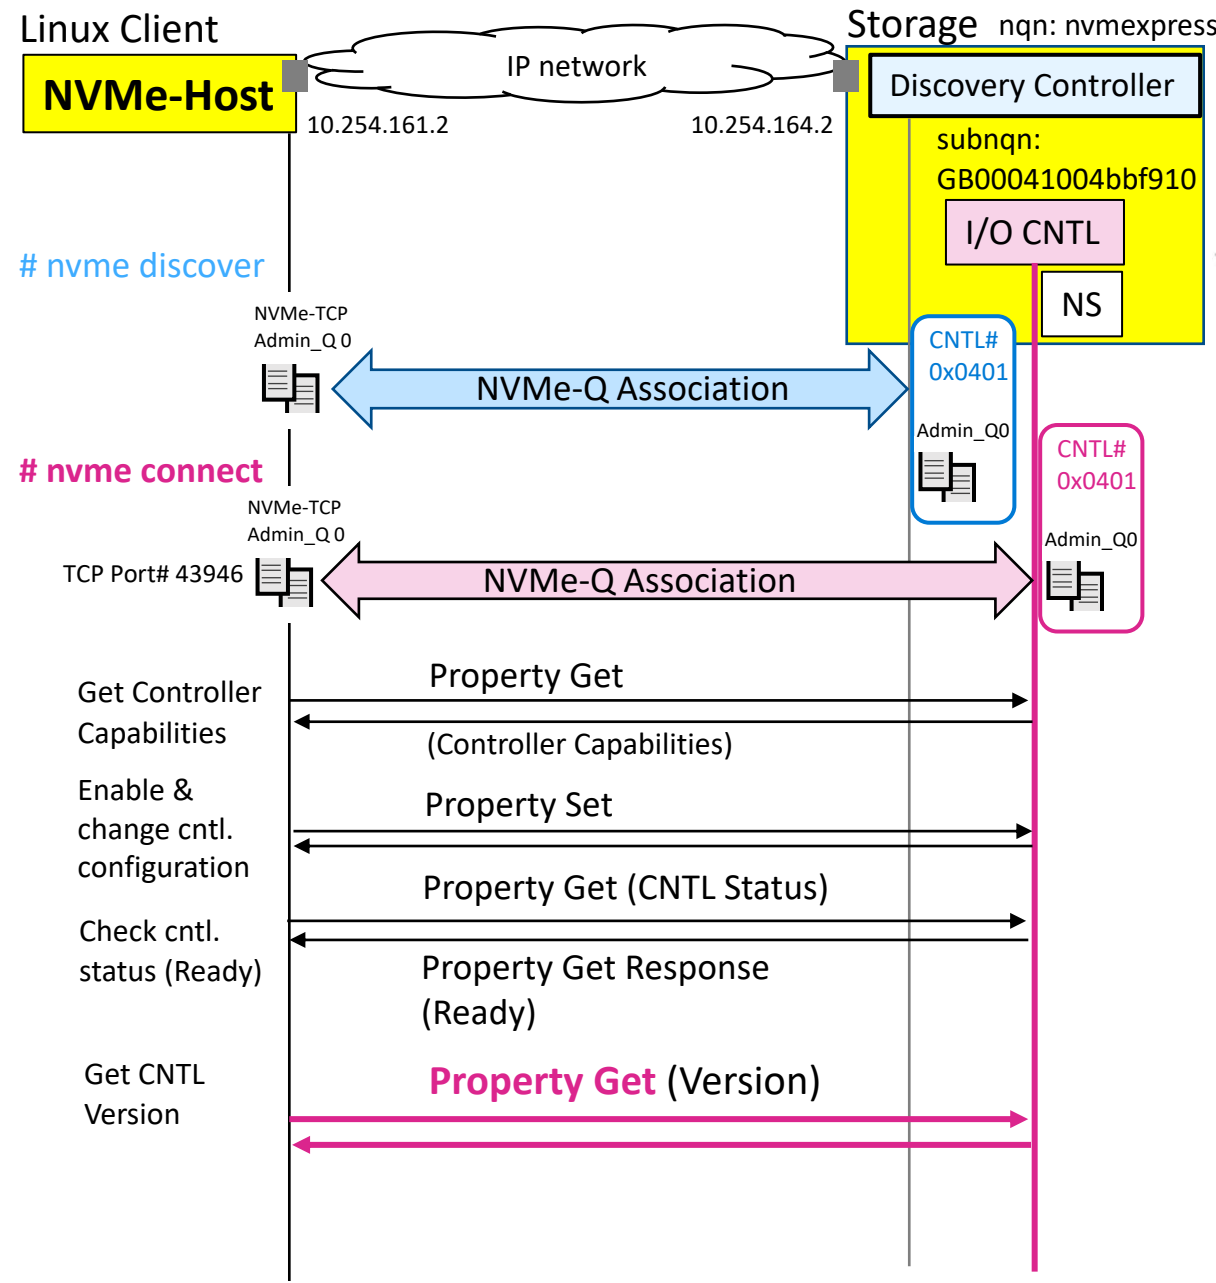 Linux Client
Storage nqn: nvmexpress
NVMe-Host
IP network
Discovery Controller
10.254.161.2
10.254.164.2
subnqn:
GB00041004bbf910
I/O CNTL
# nvme discover
NS
NVMe-TCP
Admin_Q 0
CNTL#
0x0401
NVMe-Q Association
Admin_Q0
# nvme connect
CNTL#
0x0401
NVMe-TCP
Admin_Q 0
Admin_Q0
TCP Port# 43946
NVMe-Q Association
Get Controller
Capabilities
Property Get
(Controller Capabilities)
Enable &
change cntl.
configuration
Property Set
Property Get (CNTL Status)
Check cntl.
status (Ready)
Property Get Response
(Ready)
Get CNTL
Version
Property Get (Version)